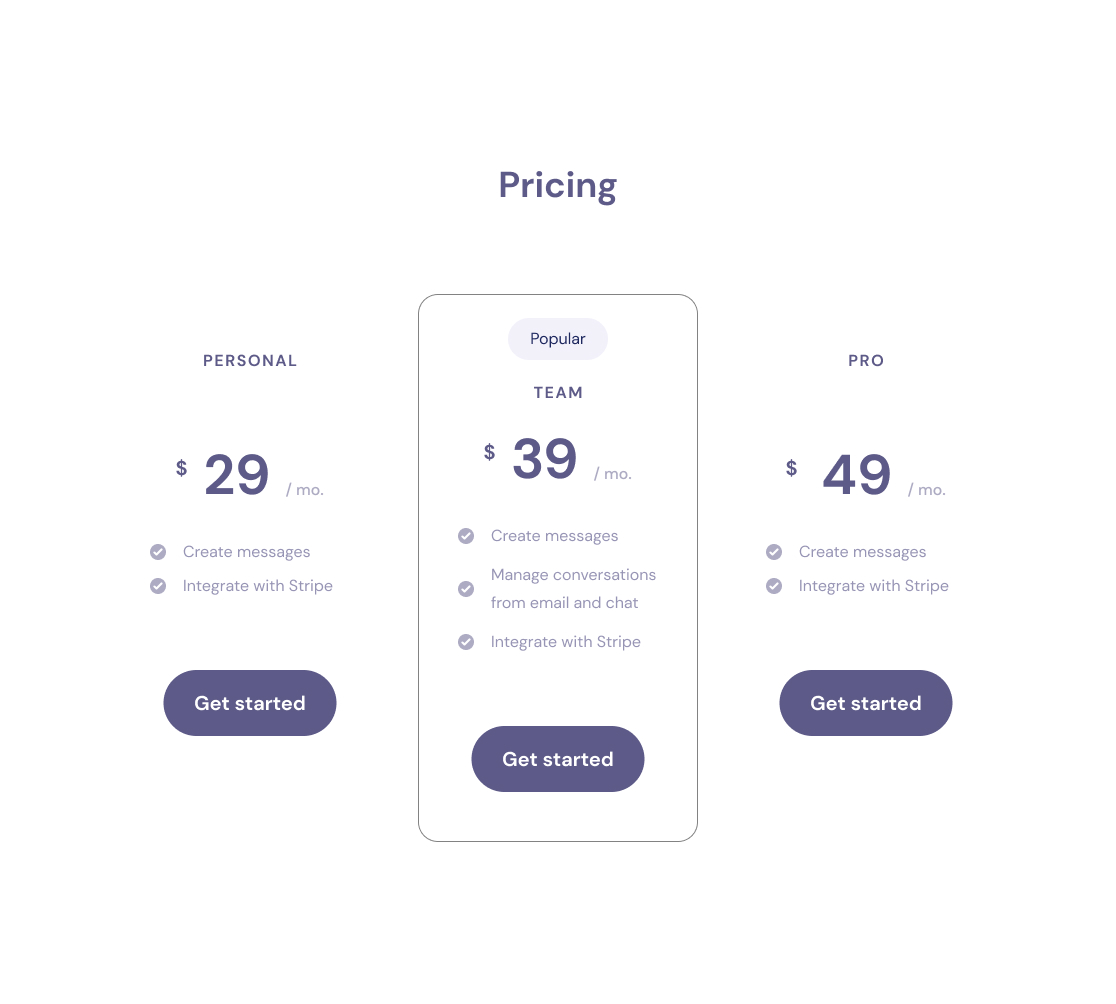 Pricing
PERSONAL
$ 29 / mo.
Create messages
Integrate with Stripe
Get started
Popular
TEAM
$ 39 / mo.
Create messages
Manage conversations
from email and chat
Integrate with Stripe
Get started
PRO
$ 49 / mo.
Create messages
Integrate with Stripe
Get started